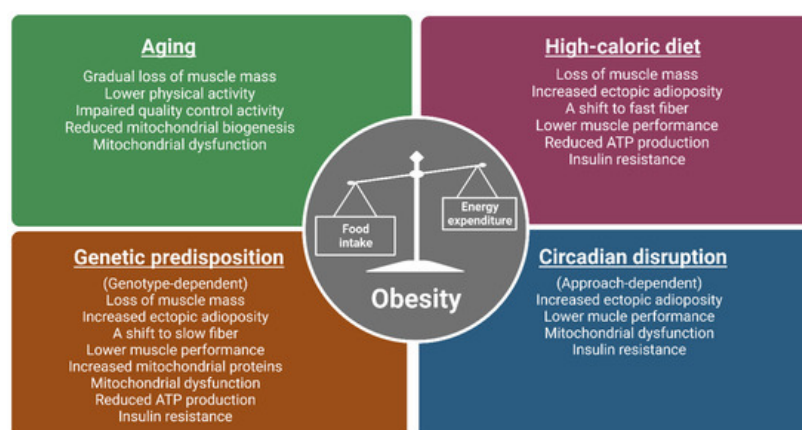 Aging
Gradual loss of muscle mass
Lower physical activity
Impaired quality control activity
Reduced mitochondrial biogenesis
Mitochondrial dysfunction
High-caloric diet
Loss of muscle mass
Increased ectopic adioposity
A shift to fast fiber
Lower muscle performance
Reduced ATP production
Insulin resistance
Food
intake
Energy
expenditure
Obesity
Genetic predisposition
(Genotype-dependent)
Loss of muscle mass
Increased ectopic adioposity
A shift to slow fiber
Lower muscle performance
Increased mitochondrial proteins
Mitochondrial dysfunction
Reduced ATP production
Insulin resistance
Circadian disruption
(Approach-dependent)
Increased ectopic adioposity
Lower mucle performance
Mitochondrial dysfunction
Insulin resistance